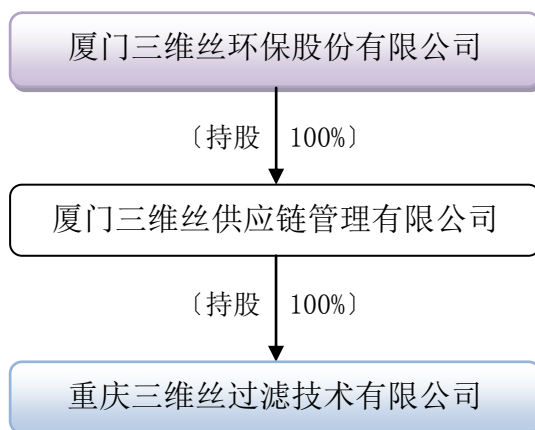 厦门三维丝环保股份有限公司
〔持股 100%〕
厦门三维丝供应链管理有限公司
〔持股 100%〕
重庆三维丝过滤技术有限公司